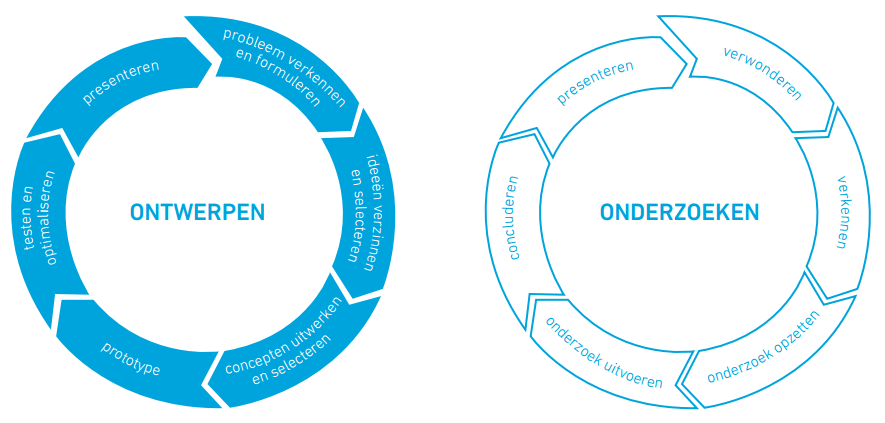 ONTWERPEN
probleem verkennen
en formuleren
ideeën verzinnen
en selecteren
concepten uitwerken
en selecteren
prototype
testen en
optimaliseren
presenteren
ONDERZOEKEN
verwonderen
verkennen
onderzoek opzetten
onderzoek uitvoeren
concluderen
presenteren